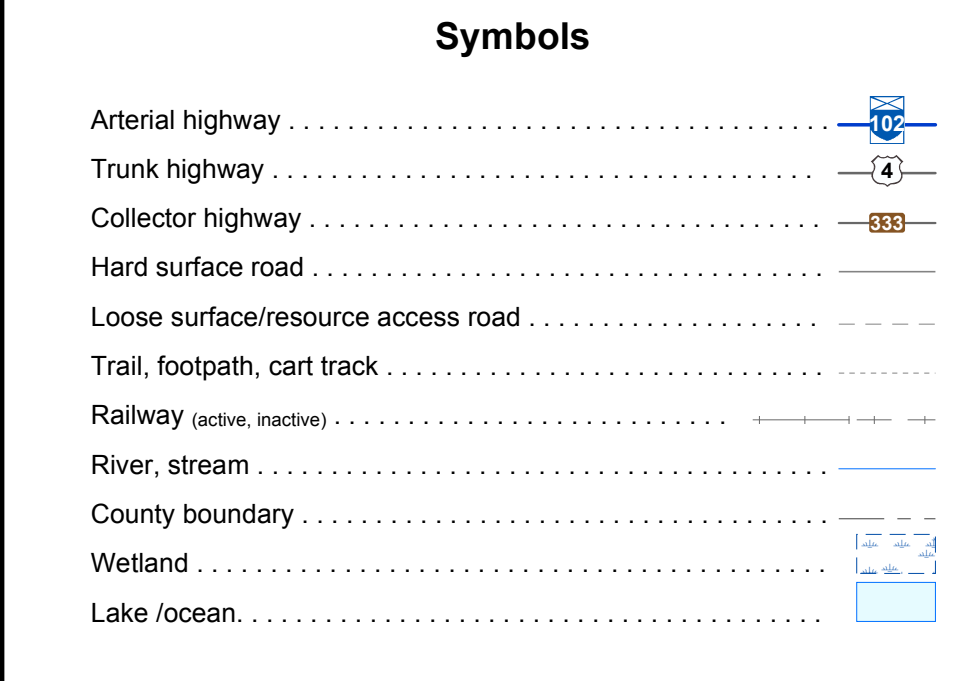 Symbols
Arterial highway . . . . . . . . . . . . . . . . . . . . . . . . . . . . . . . . . . . . . 102
Trunk highway . . . . . . . . . . . . . . . . . . . . . . . . . . . . . . . . . . . . . 4
Collector highway . . . . . . . . . . . . . . . . . . . . . . . . . . . . . . . . . . . 333
Hard surface road . . . . . . . . . . . . . . . . . . . . . . . . . . . . . . . . . . .
Loose surface/resource access road . . . . . . . . . . . . . . . . . . . .
Trail, footpath, cart track . . . . . . . . . . . . . . . . . . . . . . . . . . . . . .
Railway (active, inactive) . . . . . . . . . . . . . . . . . . . . . . . . . . .
River, stream . . . . . . . . . . . . . . . . . . . . . . . . . . . . . . . . . . . . . . .
County boundary . . . . . . . . . . . . . . . . . . . . . . . . . . . . . . . . . . . .
Wetland . . . . . . . . . . . . . . . . . . . . . . . . . . . . . . . . . . . . . . . . . . .
Lake /ocean. . . . . . . . . . . . . . . . . . . . . . . . . . . . . . . . . . . . . . . .